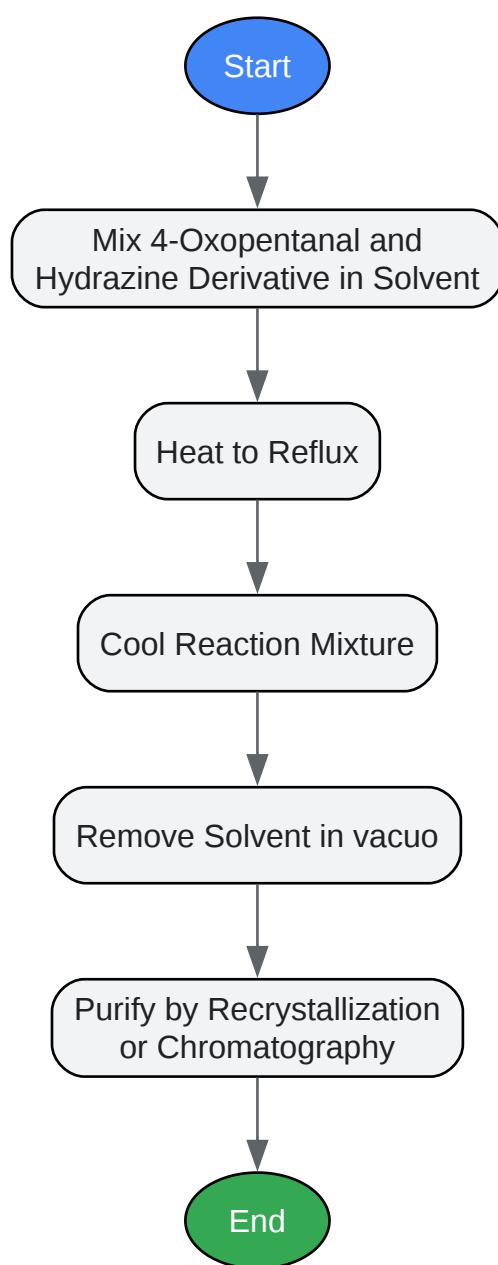 Start
Mix 4-Oxopentanal and
Hydrazine Derivative in Solvent
Heat to Reflux
Cool Reaction Mixture
Remove Solvent in vacuo
Purify by Recrystallization
or Chromatography
End